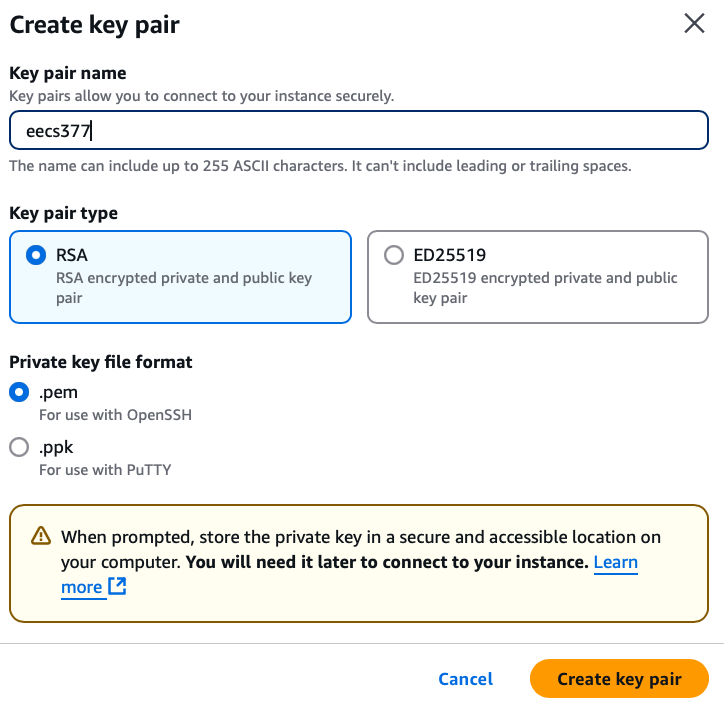 Create key pair
Key pair name
Key pairs allow you to connect to your instance securely.
eecs377
The name can include up to 255 ASCII characters. It can't include leading or trailing spaces.
Key pair type
RSA
RSA encrypted private and public key
pair
ED25519
ED25519 encrypted private and public
key pair
Private key file format
.pem
For use with OpenSSH
.ppk
For use with PuTTY
When prompted, store the private key in a secure and accessible location on
your computer. You will need it later to connect to your instance. Learn
more
Cancel
Create key pair